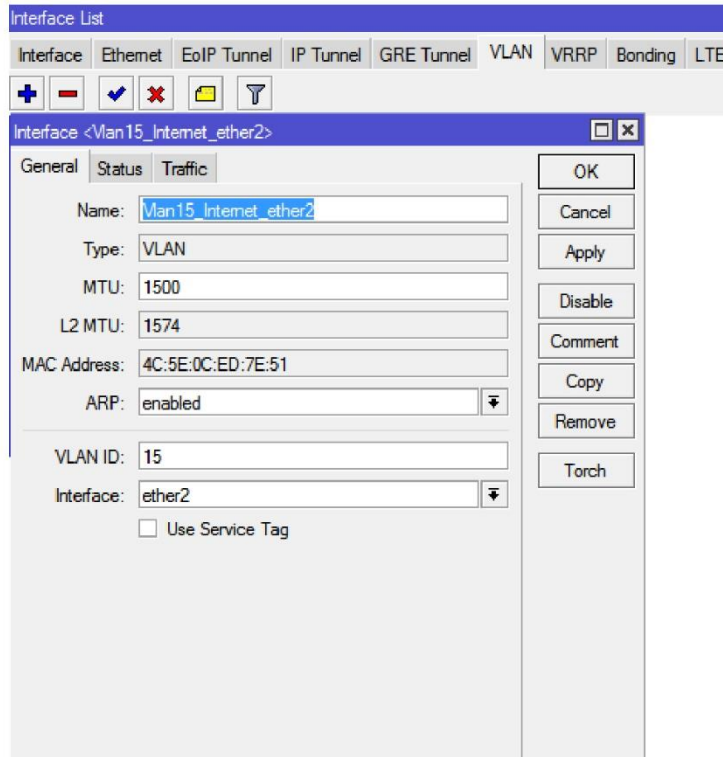 Interface List
Interface Ethernet EoIP Tunnel IP Tunnel GRE Tunnel VLAN VRRP Bonding LTE
Interface <Vlan15_Internet_ether2>
General Status Traffic
Name: Vlan15_Internet_ether2
Type: VLAN
MTU: 1500
L2 MTU: 1574
MAC Address: 4C:5E:0C:ED:7E:51
ARP: enabled
VLAN ID: 15
Interface: ether2
Use Service Tag
OK
Cancel
Apply
Disable
Comment
Copy
Remove
Torch